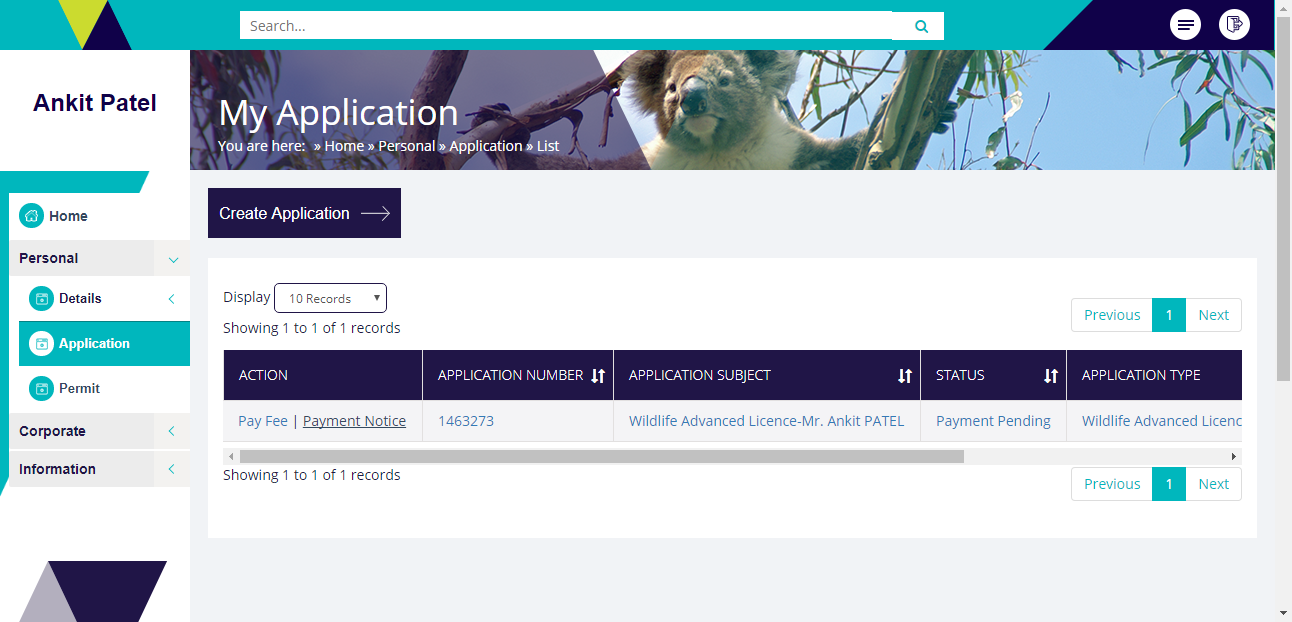 Search...
Ankit Patel
My Application
You are here: » Home » Personal » Application » List
Home
Personal
Details
Application
Permit
Corporate
Information
Create Application
Display 10 Records
Showing 1 to 1 of 1 records
Previous 1 Next
ACTION APPLICATION NUMBER APPLICATION SUBJECT STATUS APPLICATION TYPE
Pay Fee | Payment Notice 1463273 Wildlife Advanced Licence-Mr. Ankit PATEL Payment Pending Wildlife Advanced Licenc
Showing 1 to 1 of 1 records
Previous 1 Next